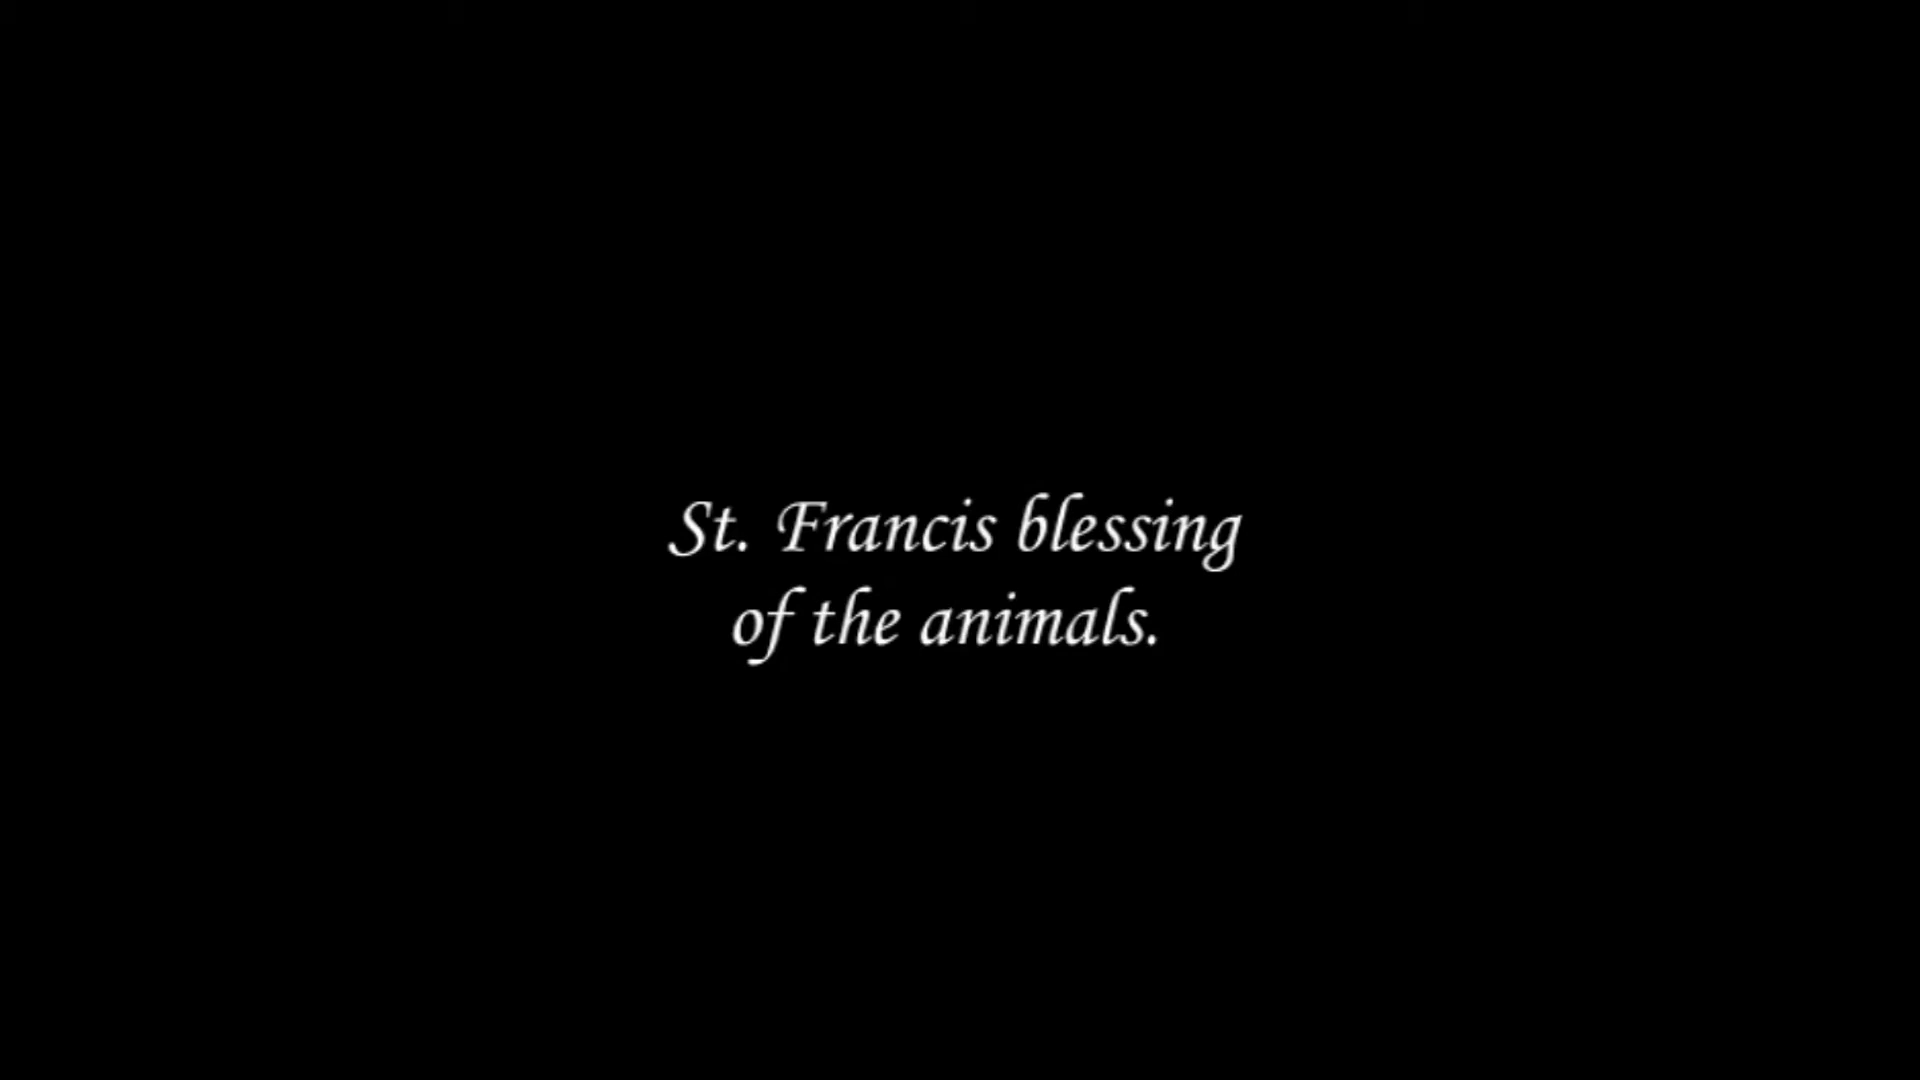 St. Francis blessing
of the animals.